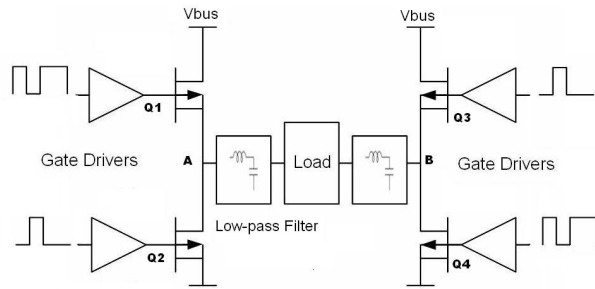 Vbus
Vbus
Q1
Q3
Gate Drivers
A
Load
B
Gate Drivers
Low-pass Filter
Q2
Q4